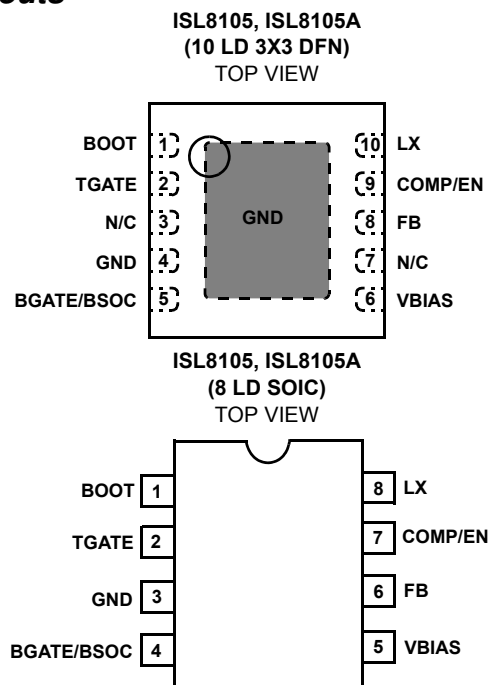 ISL8105, ISL8105A
(10 LD 3X3 DFN)
TOP VIEW
BOOT 1 10 LX
TGATE 2 9 COMP/EN
N/C 3 GND 8 FB
GND 4 7 N/C
BGATE/BSOC 5 6 VBIAS
ISL8105, ISL8105A
(8 LD SOIC)
TOP VIEW
BOOT 1 8 LX
TGATE 2 7 COMP/EN
GND 3 6 FB
BGATE/BSOC 4 5 VBIAS